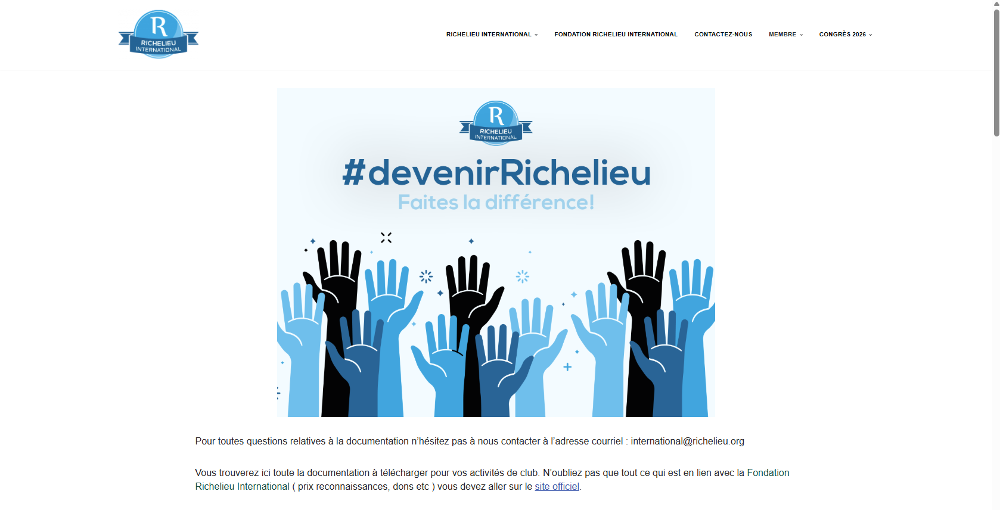 R
RICHELIEU
INTERNATIONAL
RICHELIEU INTERNATIONAL
FONDATION RICHELIEU INTERNATIONAL
CONTACTEZ-NOUS
MEMBRE
CONGRÈS 2026
R
RICHELIEU
INTERNATIONAL
#devenirRichelieu
Faites la différence!
Pour toutes questions relatives à la documentation n’hésitez pas à nous contacter à l’adresse courriel : international@richelieu.org
Vous trouverez ici toute la documentation à télécharger pour vos activités de club. N’oubliez pas que tout ce qui est en lien avec la Fondation
Richelieu International ( prix reconnaissances, dons etc ) vous devez aller sur le site officiel.